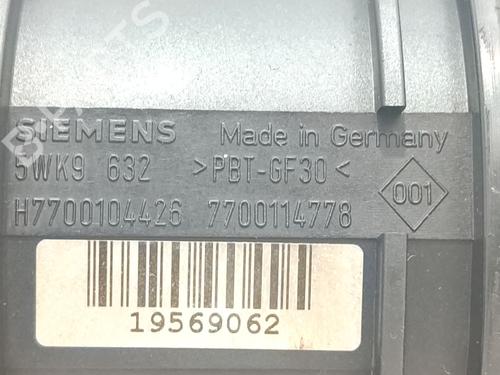 SIEMENS Made in Germany
5WK9 632 >PBT-GF30< 001
H7700104426 7700114778
19569062